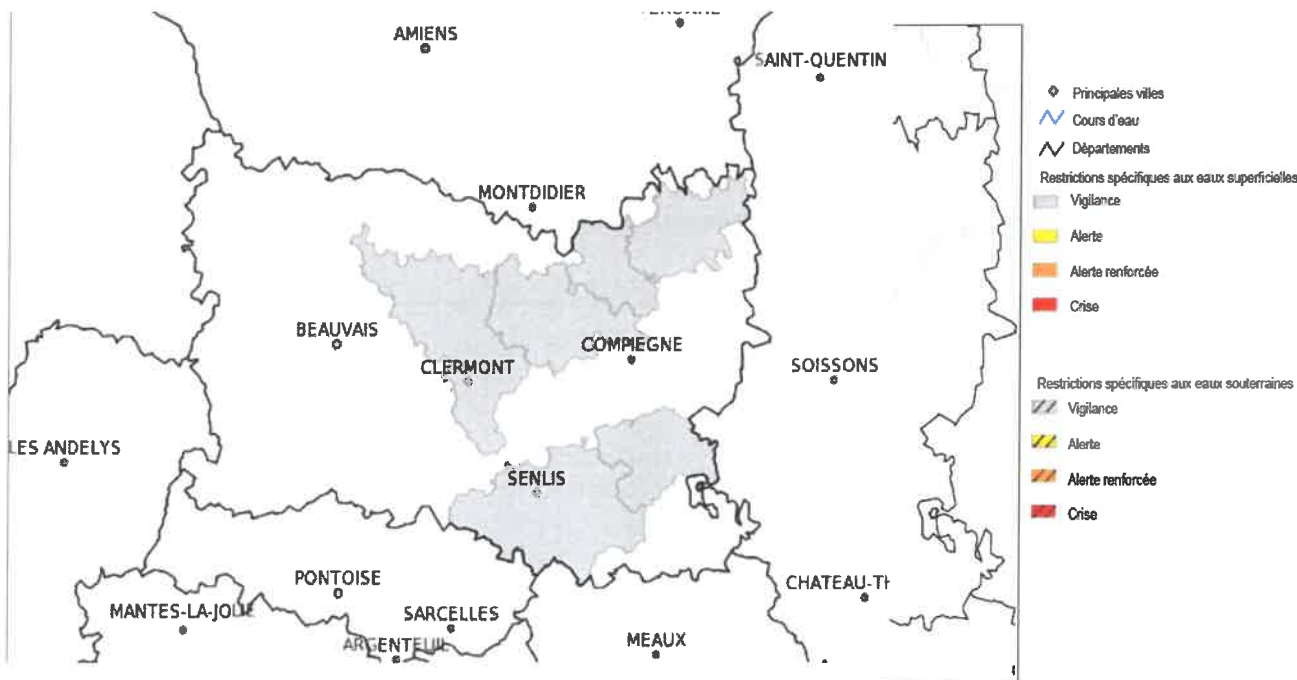 AMIENS
SAINT-QUENTIN
MONTDIDIER
BEAUVAIS
COMPIEGNE
CLERMONT
SOISSONS
LES ANDELYS
SENLIS
PONTOISE
CHATEAU-TH
MANTES-LA-JOLIE
SARCELLES
ARGENTEUIL
MEAUX
Principales villes
Cours d'eau
Départements
Restrictions spécifiques aux eaux superficielles
Vigilance
Alerte
Alerte renforcée
Crise
Restrictions spécifiques aux eaux souterraines
Vigilance
Alerte
Alerte renforcée
Crise